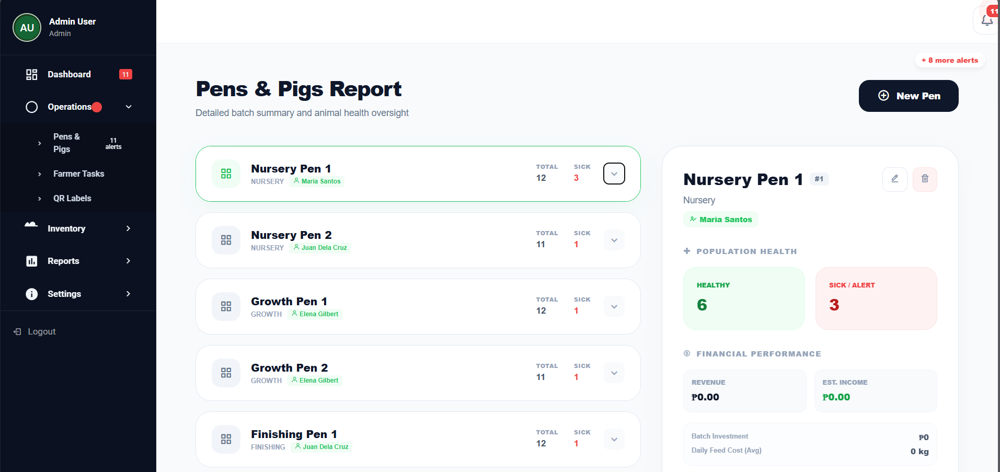 AU
Admin User
Admin
Dashboard
11
Operations
Pens &
Pigs
11
alerts
Farmer Tasks
QR Labels
Inventory
Reports
Settings
Logout
11
+ 8 more alerts
Pens & Pigs Report
Detailed batch summary and animal health oversight
New Pen
Nursery Pen 1
NURSERY Maria Santos
TOTAL SICK
12 3
Nursery Pen 2
NURSERY Juan Dela Cruz
TOTAL SICK
11 1
Growth Pen 1
GROWTH Elena Gilbert
TOTAL SICK
12 1
Growth Pen 2
GROWTH Elena Gilbert
TOTAL SICK
11 1
Finishing Pen 1
FINISHING Juan Dela Cruz
TOTAL SICK
12 1
Nursery Pen 1 #1
Nursery
Maria Santos
POPULATION HEALTH
HEALTHY
6
SICK / ALERT
3
FINANCIAL PERFORMANCE
REVENUE
₱0.00
EST. INCOME
₱0.00
Batch Investment ₱0
Daily Feed Cost (Avg) 0 kg